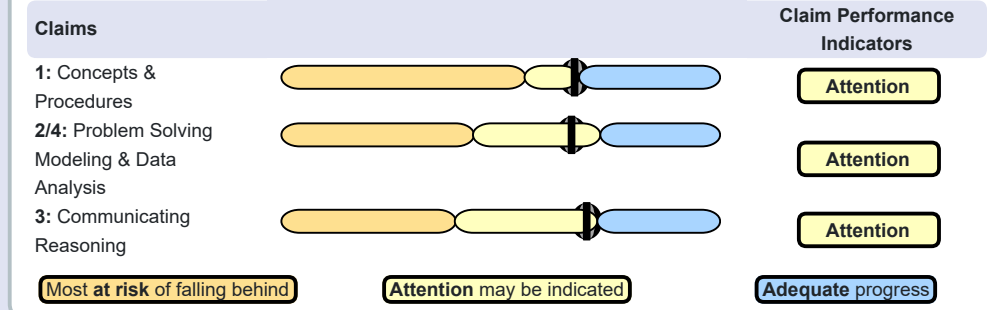 Claims
Claim Performance
Indicators
1: Concepts &
Procedures
Attention
2/4: Problem Solving
Modeling & Data
Analysis
Attention
3: Communicating
Reasoning
Attention
Most at risk of falling behind
Attention may be indicated
Adequate progress